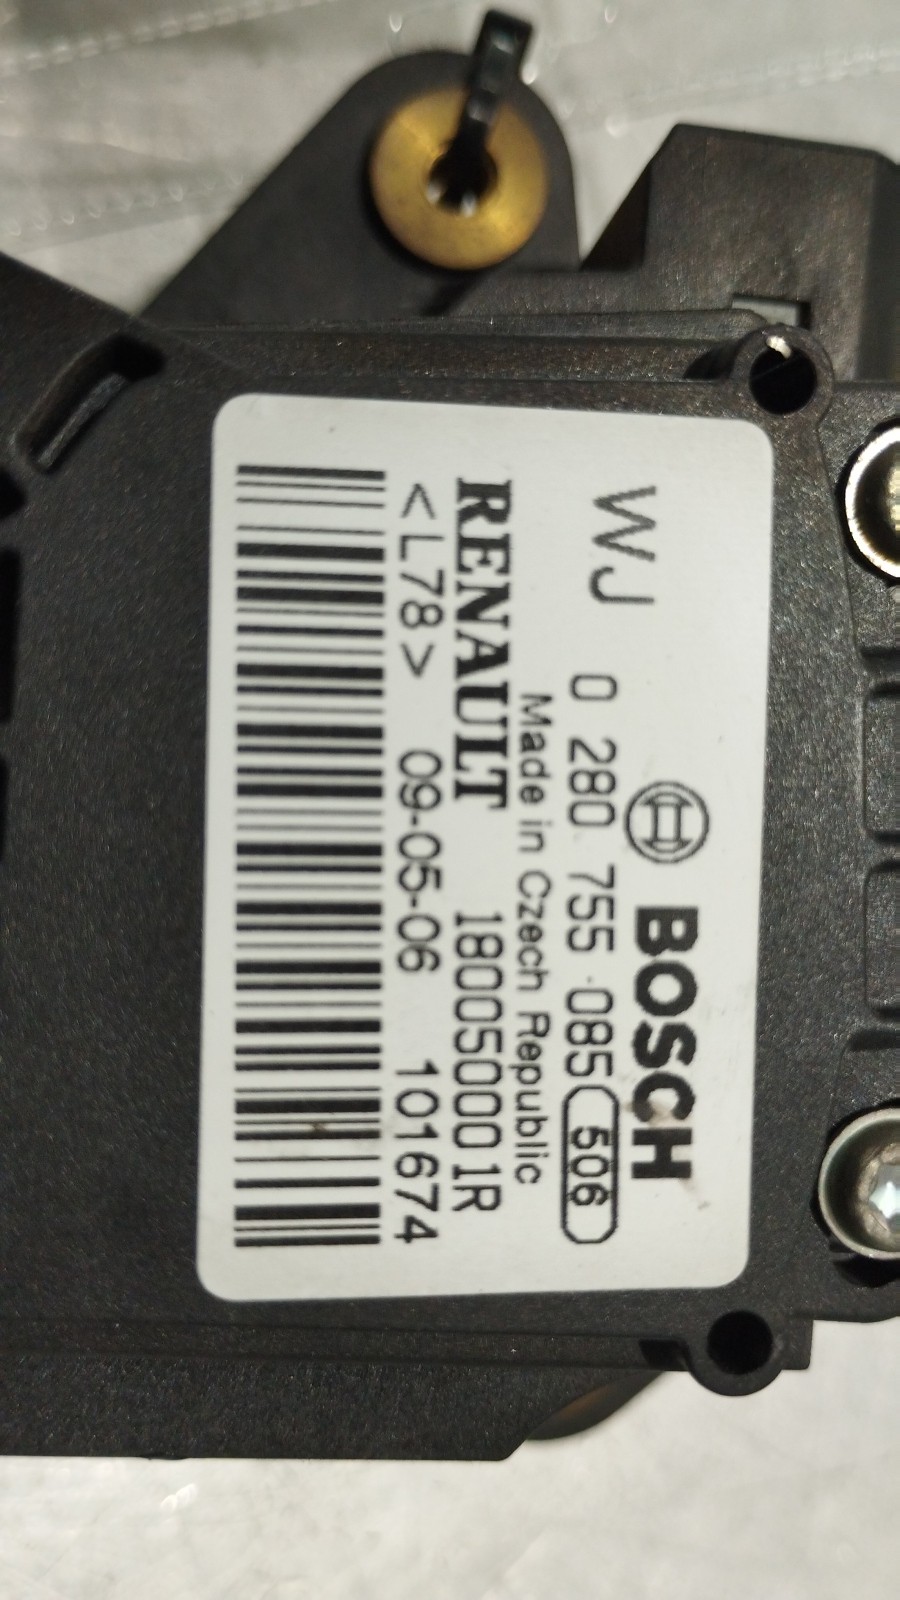 BOSCH
WJ 0 280 755 085 506
Made in Czech Republic
RENAULT 180050001R
<L78> 09-05-06 101674